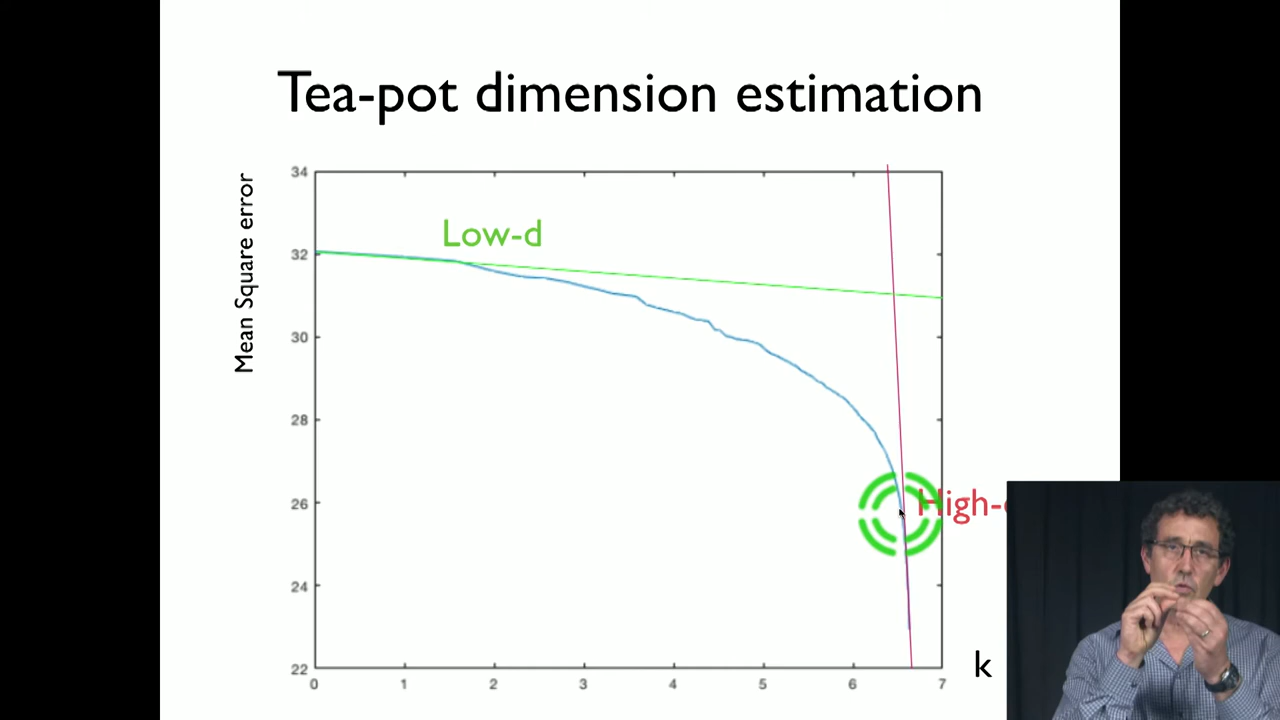 Tea-pot dimension estimation
Mean Square error
34
32
30
28
26
24
22
Low-d
High-
0 1 2 3 4 5 6 7
k